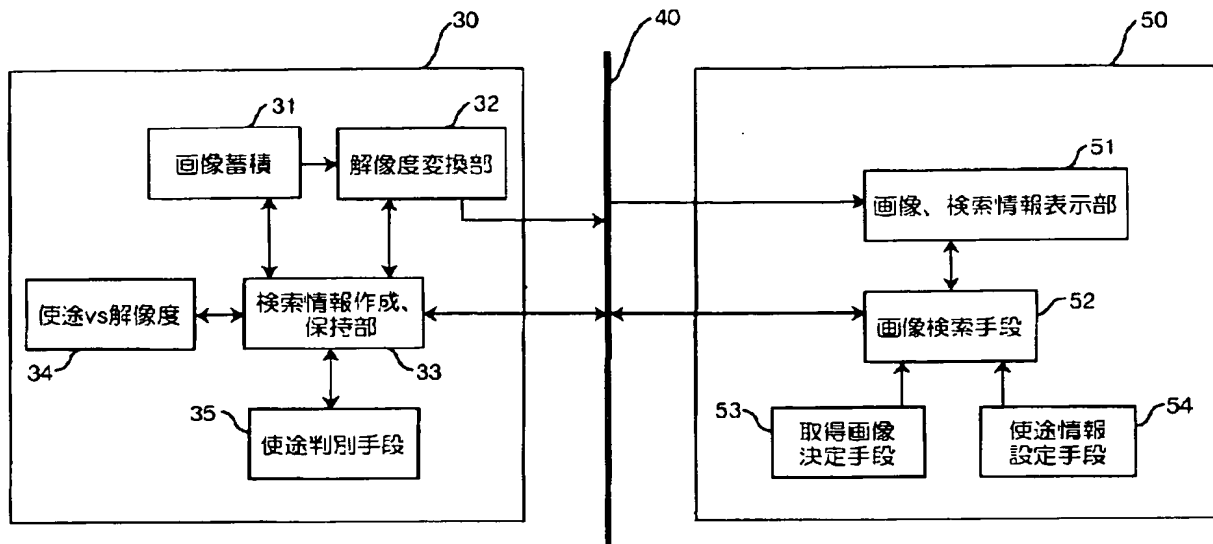 30
40
50
31
32
画像蓄積
解像度変換部
51
画像、検索情報表示部
使途vs解像度
検索情報作成、
保持部
52
画像検索手段
34
33
35
使途判別手段
53
54
取得画像
決定手段
使途情報
設定手段